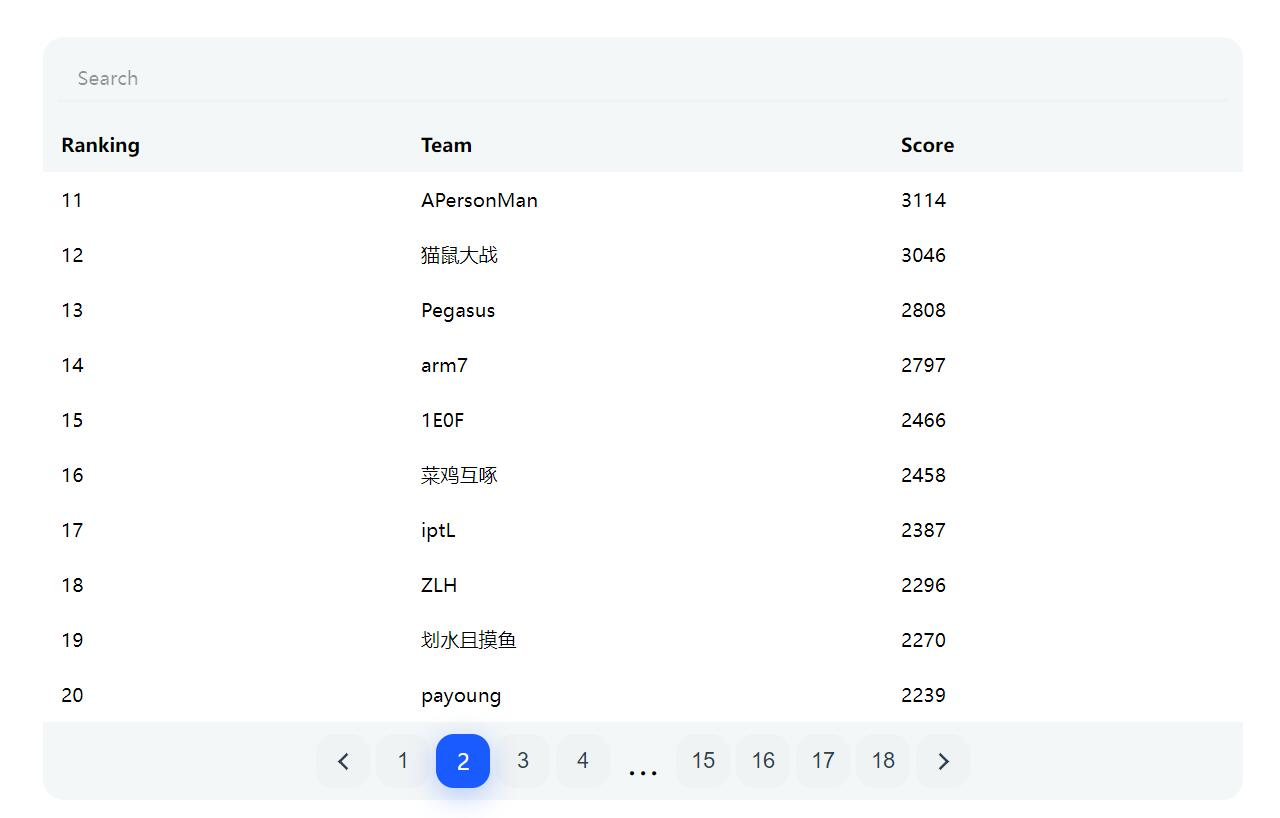 Search
Ranking Team Score
11 APersonMan 3114
12 猫鼠大战 3046
13 Pegasus 2808
14 arm7 2797
15 1E0F 2466
16 菜鸡互啄 2458
17 iptL 2387
18 ZLH 2296
19 划水且摸鱼 2270
20 payoung 2239
1 2 3 4 ... 15 16 17 18